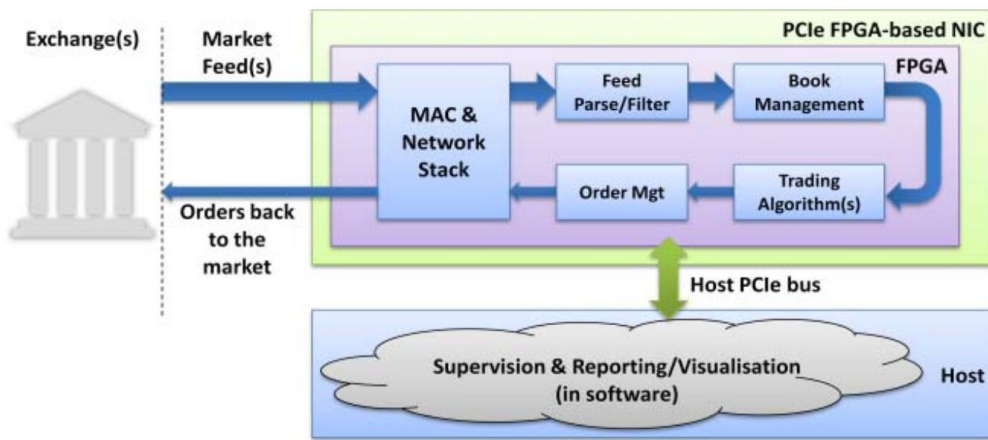 Exchange(s)
Market
Feed(s)
PCIe FPGA-based NIC
FPGA
MAC &
Network
Stack
Feed
Parse/Filter
Book
Management
Order Mgt
Trading
Algorithm(s)
Orders back
to the
market
Host PCIe bus
Supervision & Reporting/Visualisation
(in software)
Host